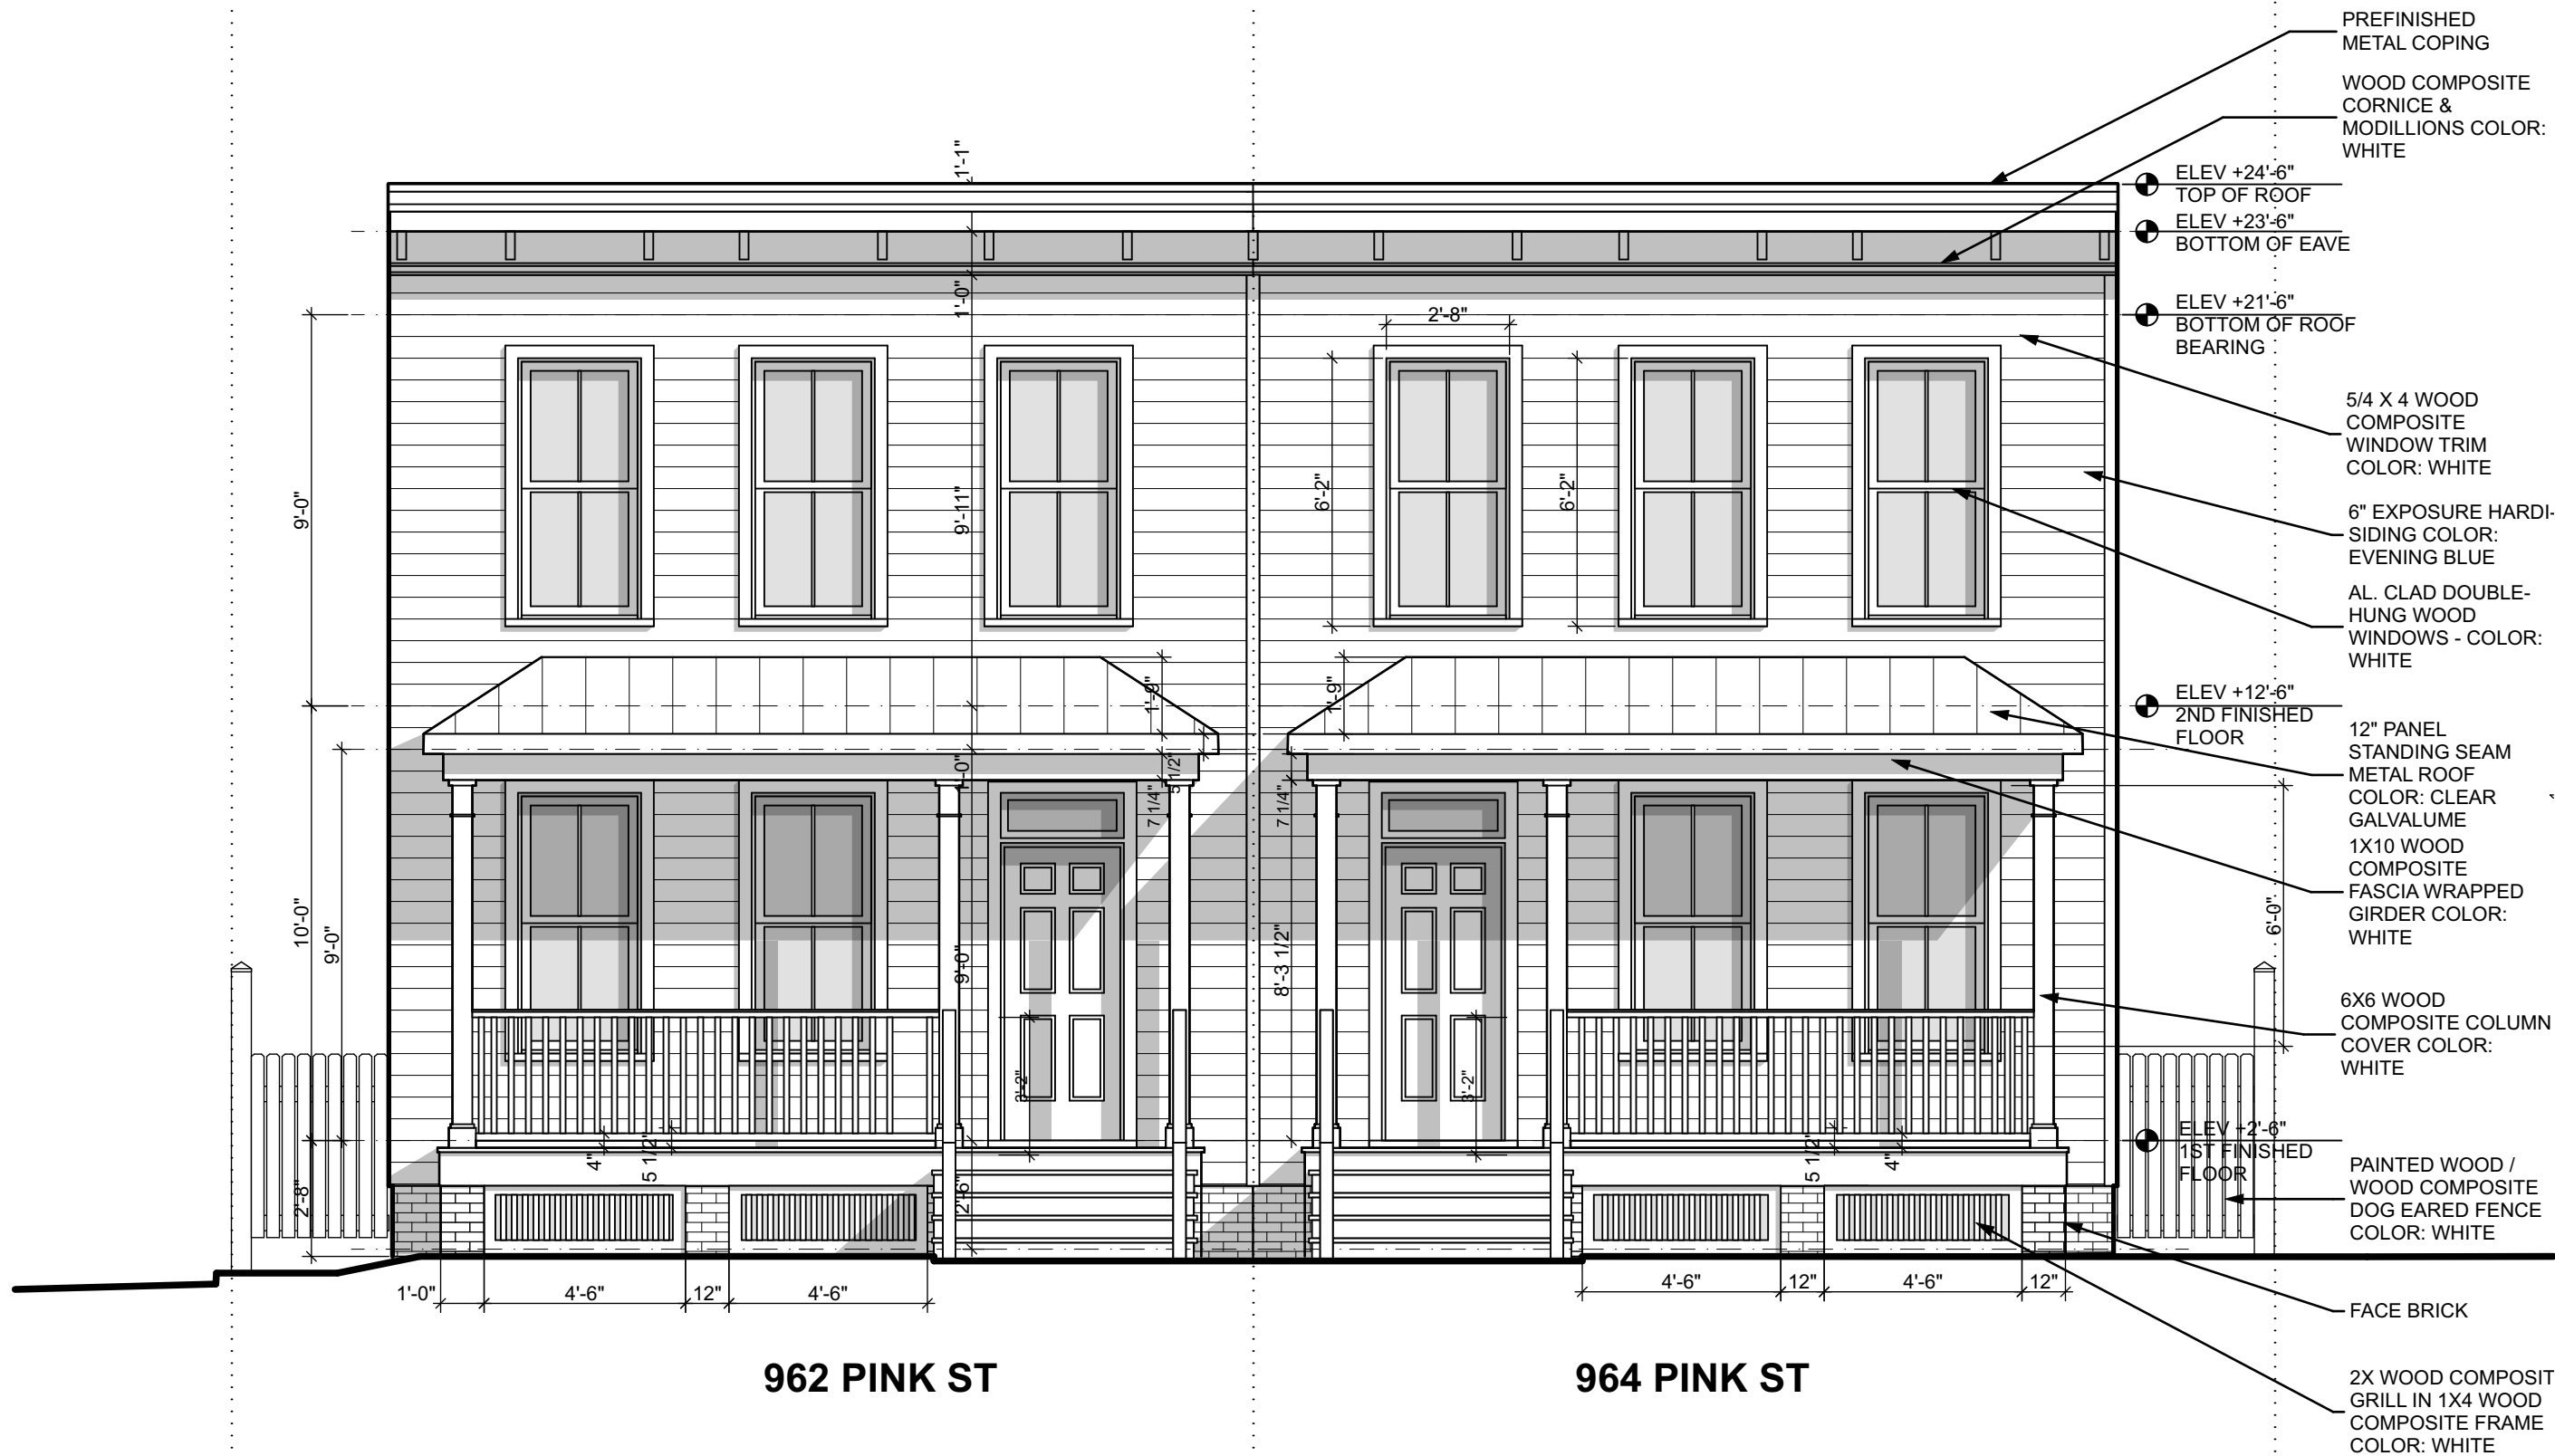 PREFINISHED
METAL COPING
WOOD COMPOSITE
CORNICE &
MODILLIONS COLOR:
WHITE
ELEV +24'-6"
TOP OF ROOF
ELEV +23'-6"
BOTTOM OF EAVE
ELEV +21'-6"
BOTTOM OF ROOF
BEARING
5/4 X 4 WOOD
COMPOSITE
WINDOW TRIM
COLOR: WHITE
6" EXPOSURE HARDI-
SIDING COLOR:
EVENING BLUE
AL. CLAD DOUBLE-
HUNG WOOD
WINDOWS - COLOR:
WHITE
ELEV +12'-6"
2ND FINISHED
FLOOR
12" PANEL
STANDING SEAM
METAL ROOF
COLOR: CLEAR
GALVALUME
1X10 WOOD
COMPOSITE
FASCIA WRAPPED
GIRDER COLOR:
WHITE
6X6 WOOD
COMPOSITE COLUMN
COVER COLOR:
WHITE
ELEV +2'-6"
1ST FINISHED
FLOOR
PAINTED WOOD /
WOOD COMPOSITE
DOG EARED FENCE
COLOR: WHITE
FACE BRICK
2X WOOD COMPOSIT
GRILL IN 1X4 WOOD
COMPOSITE FRAME
COLOR: WHITE
1'-1"
1'-0"
9'-11"
1'-0"
9'-0"
2'-6"
9'-0"
10'-0"
9'-0"
2'-8"
2'-8"
6'-2"
6'-2"
1'-9"
1'-9"
5 1/2"
7 1/4"
7 1/4"
8'-3 1/2"
3'-2"
3'-2"
6'-0"
4"
5 1/2"
5 1/2"
4"
1'-0"
4'-6"
12"
4'-6"
4'-6"
12"
4'-6"
12"
962 PINK ST
964 PINK ST